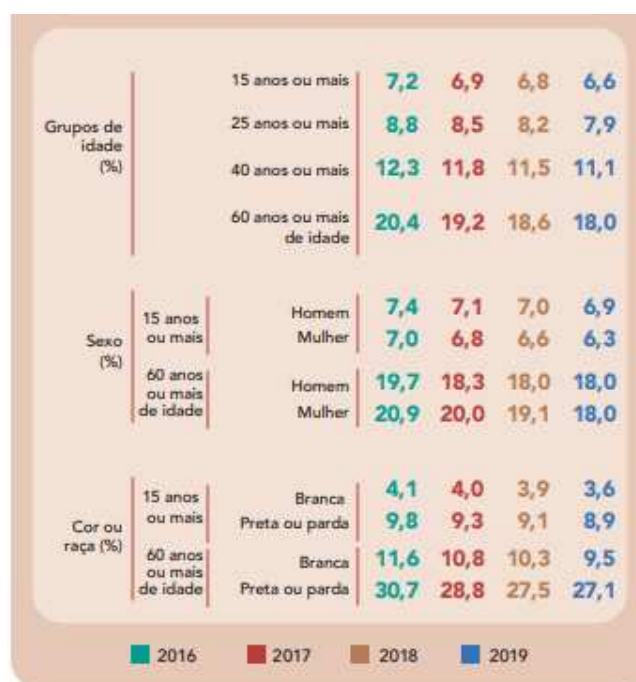 Grupos de idade (%)
15 anos ou mais 7,2 6,9 6,8 6,6
25 anos ou mais 8,8 8,5 8,2 7,9
40 anos ou mais 12,3 11,8 11,5 11,1
60 anos ou mais de idade 20,4 19,2 18,6 18,0
Sexo (%)
15 anos ou mais
Homem 7,4 7,1 7,0 6,9
Mulher 7,0 6,8 6,6 6,3
60 anos ou mais de idade
Homem 19,7 18,3 18,0 18,0
Mulher 20,9 20,0 19,1 18,0
Cor ou raça (%)
15 anos ou mais
Branca 4,1 4,0 3,9 3,6
Preta ou parda 9,8 9,3 9,1 8,9
60 anos ou mais de idade
Branca 11,6 10,8 10,3 9,5
Preta ou parda 30,7 28,8 27,5 27,1
2016 2017 2018 2019